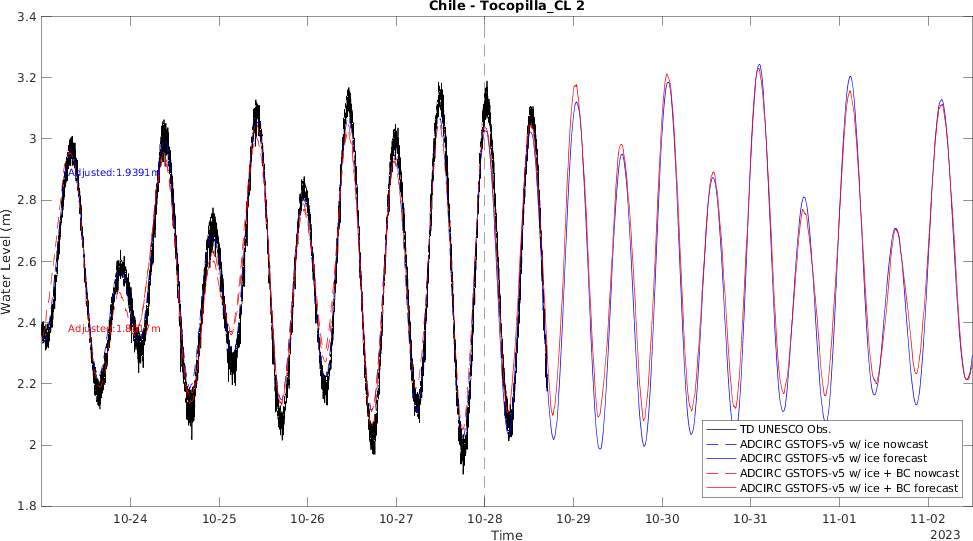 Chile - Tocopilla_CL 2
3.4
3.2
3
2.8
2.6
2.4
2.2
2
1.8
Water Level (m)
Adjusted:1.9391m
10-24
10-25
10-26
10-27
10-28
10-29
10-30
10-31
11-01
11-02
2023
Time
TD UNESCO Obs.
ADCIRC GSTOFS-v5 w/ ice nowcast
ADCIRC GSTOFS-v5 w/ ice forecast
ADCIRC GSTOFS-v5 w/ ice + BC nowcast
ADCIRC GSTOFS-v5 w/ ice + BC forecast